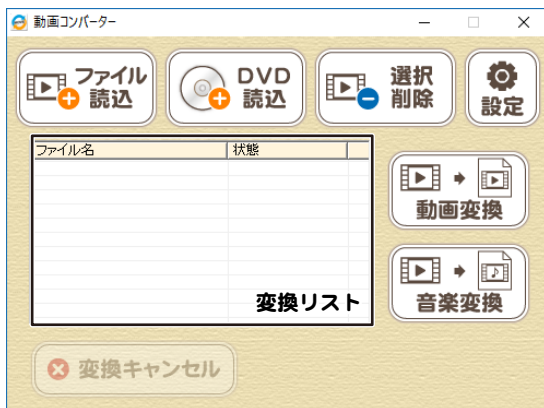 動画コンバーター
ファイル
読込
DVD
読込
選択
削除
設定
ファイル名
状態
動画変換
音楽変換
変換リスト
変換キャンセル